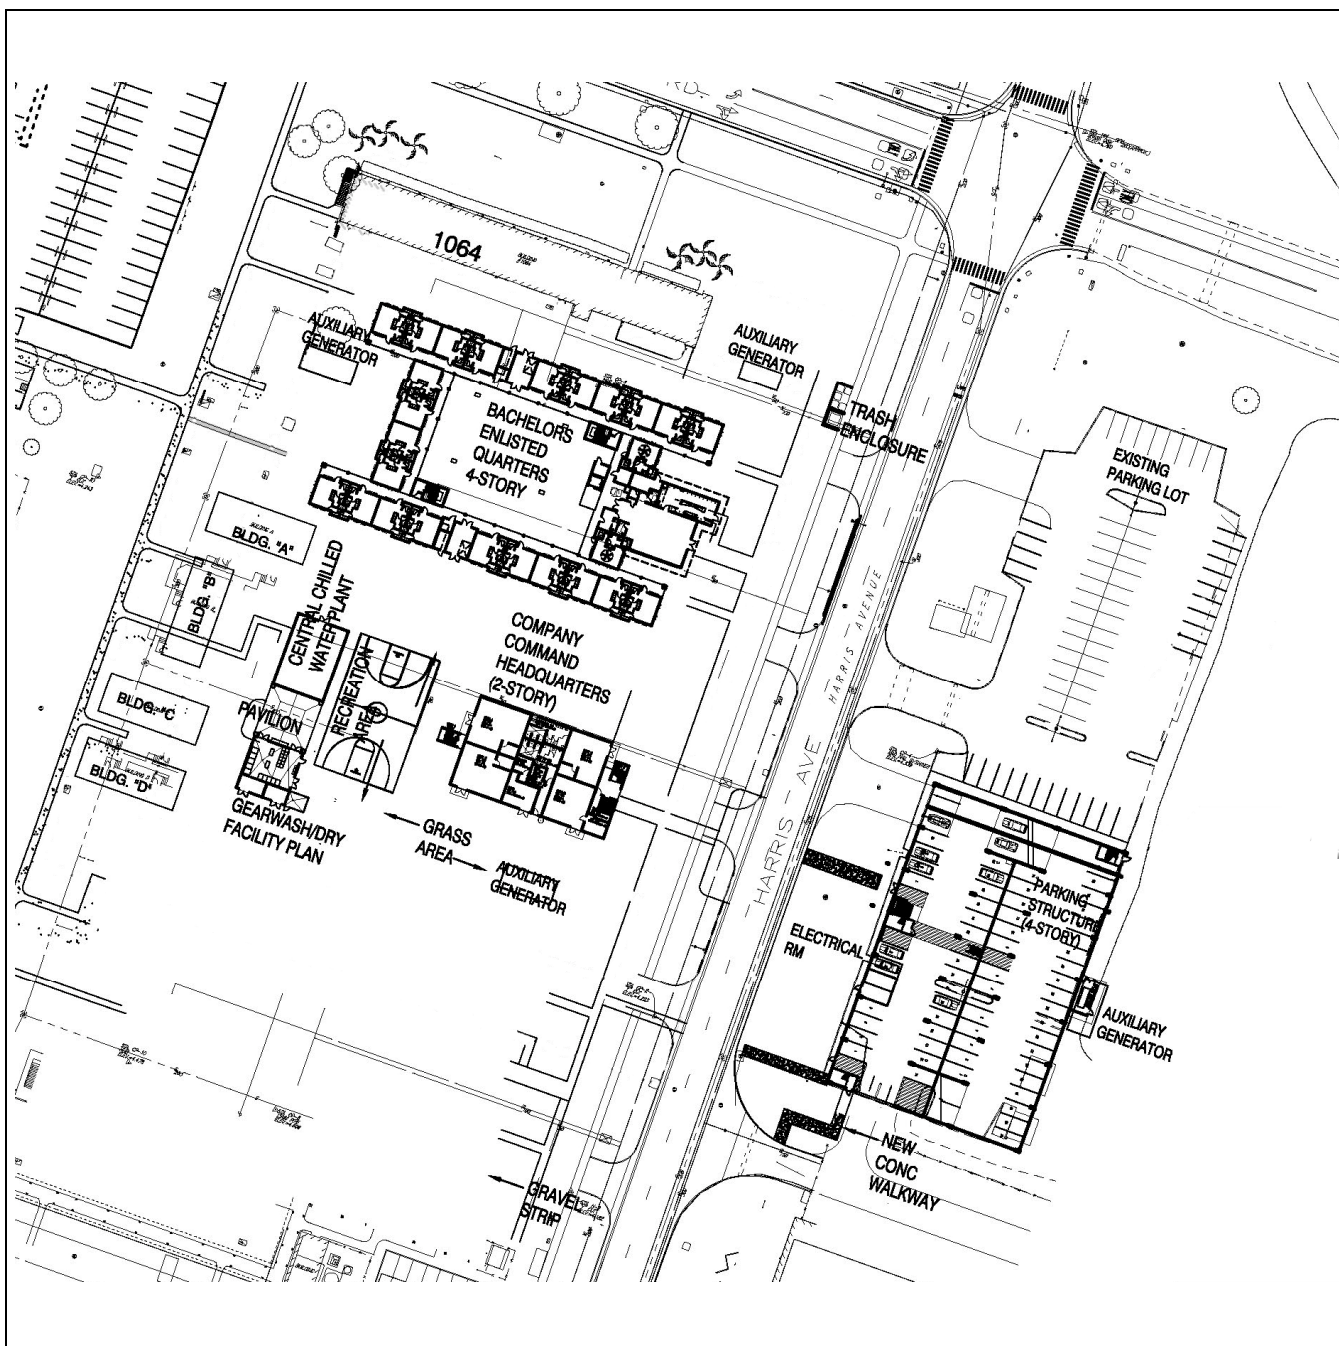 RD.
1064
AUXILIARY
GENERATOR
AUXILIARY
GENERATOR
BACHELOR'S
ENLISTED
QUARTERS
4-STORY
TRASH
ENCLOSURE
EXISTING
PARKING LOT
BLDG. "A"
BLDG. "B"
CENTRAL CHILLED
WATER PLANT
HARRIS AVENUE
COMPANY
COMMAND
HEADQUARTERS
(2-STORY)
RECREATION
AREA
BLDG. "C"
PAVILION
BLDG. "D"
GEARWASH/DRY
FACILITY PLAN
GRASS
AREA
AUXILIARY
GENERATOR
HARRIS AVE
PARKING
STRUCTURE
(4-STORY)
ELECTRICAL
RM
AUXILIARY
GENERATOR
NEW
CONC
WALKWAY
GRAVEL
STRIP